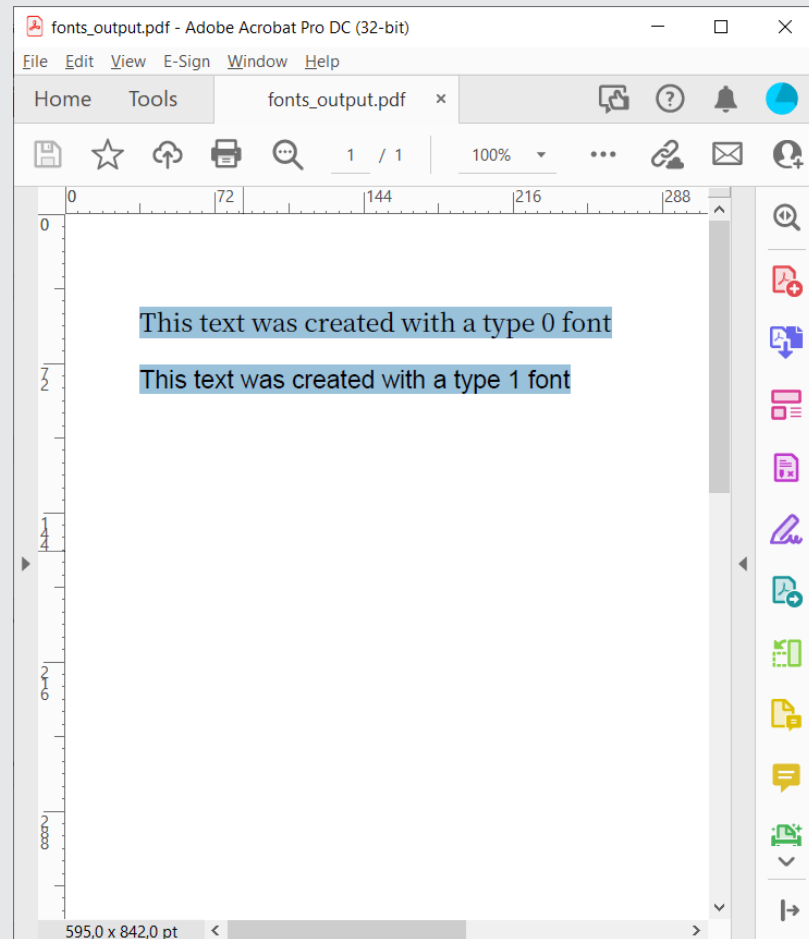 fonts_output.pdf - Adobe Acrobat Pro DC (32-bit)
File Edit View E-Sign Window Help
Home Tools fonts_output.pdf ×
1 / 1 100%
0 72 144 216 288
0
This text was created with a type 0 font
72
This text was created with a type 1 font
144
216
288
595,0 x 842,0 pt